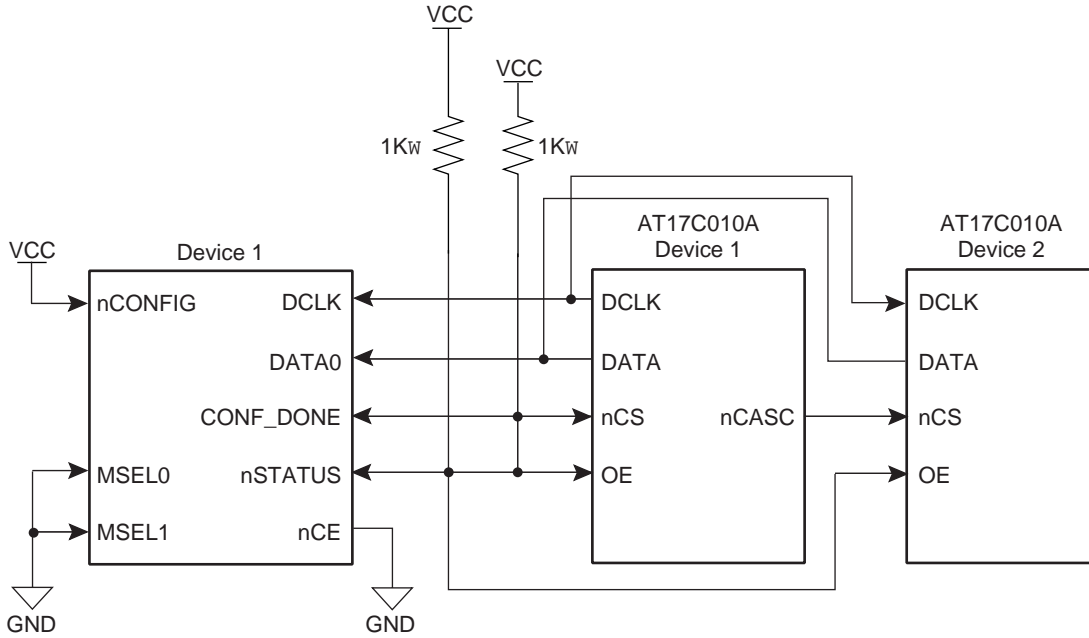 VCC
VCC
1KW
1KW
AT17C010A
Device 1
AT17C010A
Device 2
VCC
Device 1
nCONFIG
DCLK
DATA0
CONF_DONE
nSTATUS
nCE
MSEL0
MSEL1
GND
GND
DCLK
DATA
nCS
nCASC
OE
DCLK
DATA
nCS
OE